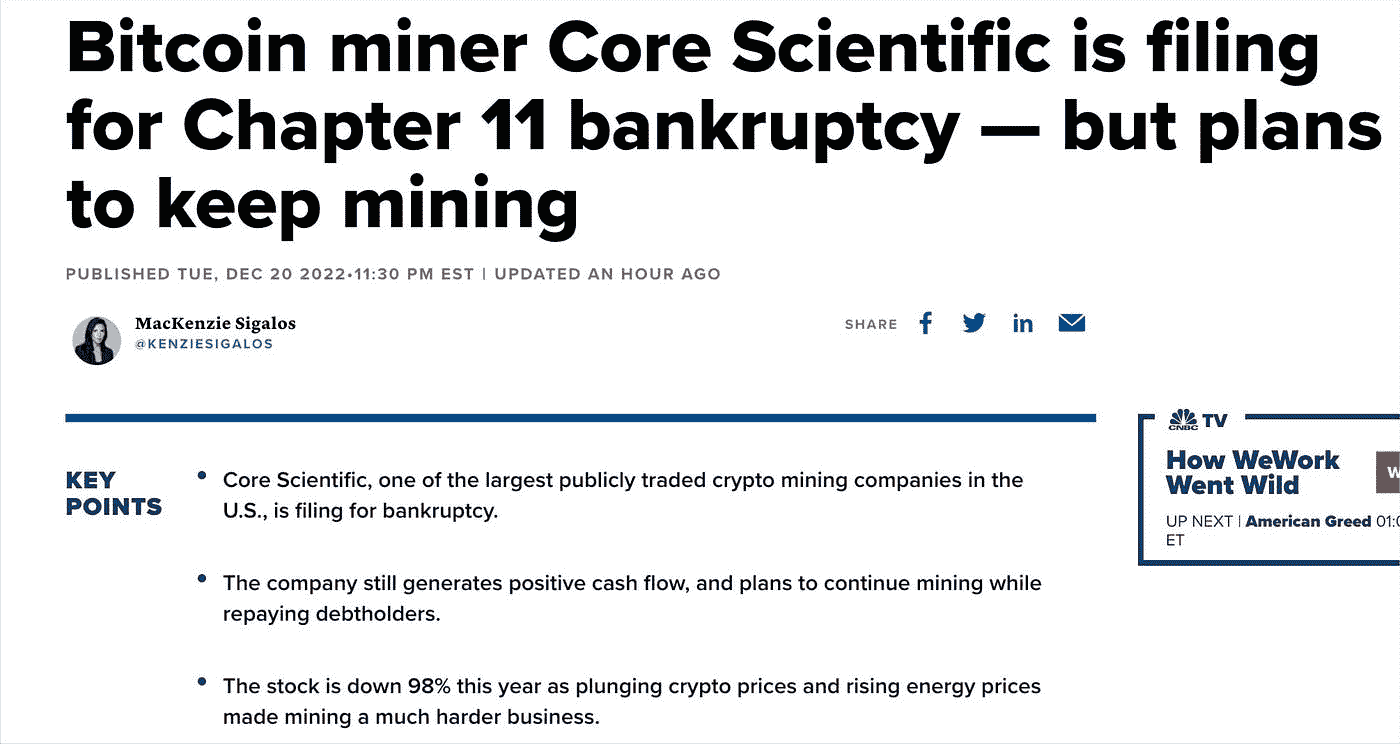 Bitcoin miner Core Scientific is filing
for Chapter 11 bankruptcy — but plans
to keep mining
PUBLISHED TUE, DEC 20 2022•11:30 PM EST | UPDATED AN HOUR AGO
MacKenzie Sigalos
@KENZIESIGALOS
SHARE
KEY
POINTS
Core Scientific, one of the largest publicly traded crypto mining companies in the
U.S., is filing for bankruptcy.
The company still generates positive cash flow, and plans to continue mining while
repaying debtholders.
The stock is down 98% this year as plunging crypto prices and rising energy prices
made mining a much harder business.
CNBC TV
How WeWork
Went Wild
UP NEXT | American Greed
ET